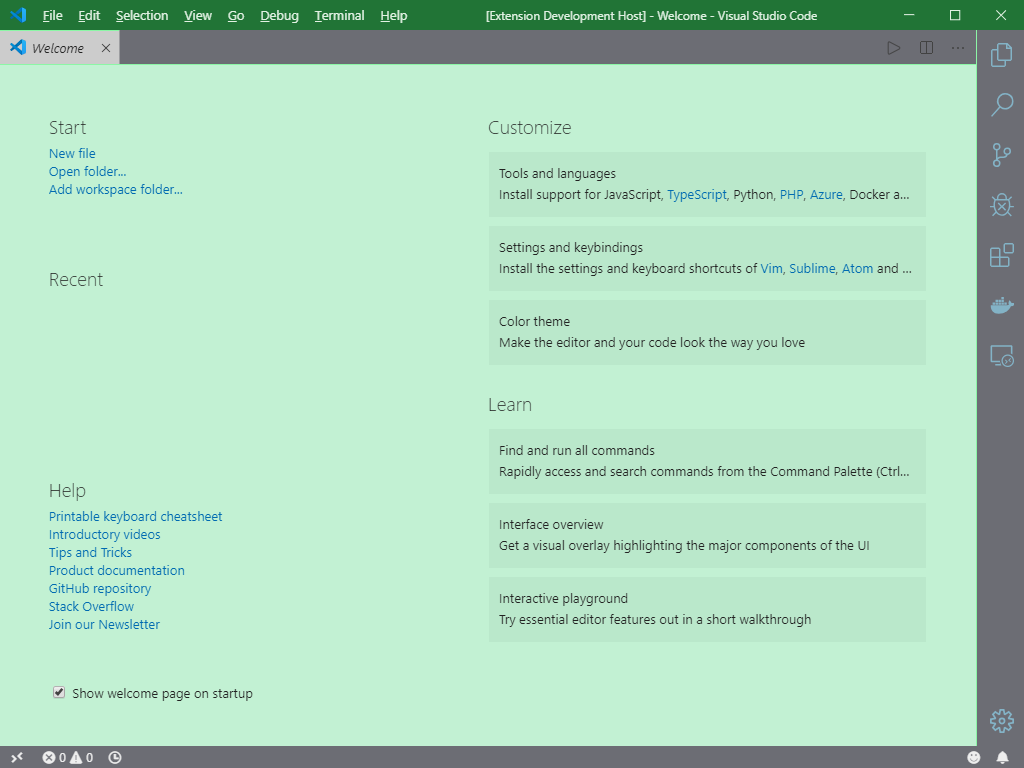 File Edit Selection View Go Debug Terminal Help [Extension Development Host] - Welcome - Visual Studio Code
Welcome
Start
New file
Open folder...
Add workspace folder...
Recent
Help
Printable keyboard cheatsheet
Introductory videos
Tips and Tricks
Product documentation
GitHub repository
Stack Overflow
Join our Newsletter
Show welcome page on startup
Customize
Tools and languages
Install support for JavaScript, TypeScript, Python, PHP, Azure, Docker a...
Settings and keybindings
Install the settings and keyboard shortcuts of Vim, Sublime, Atom and ...
Color theme
Make the editor and your code look the way you love
Learn
Find and run all commands
Rapidly access and search commands from the Command Palette (Ctrl...
Interface overview
Get a visual overlay highlighting the major components of the UI
Interactive playground
Try essential editor features out in a short walkthrough
0 0